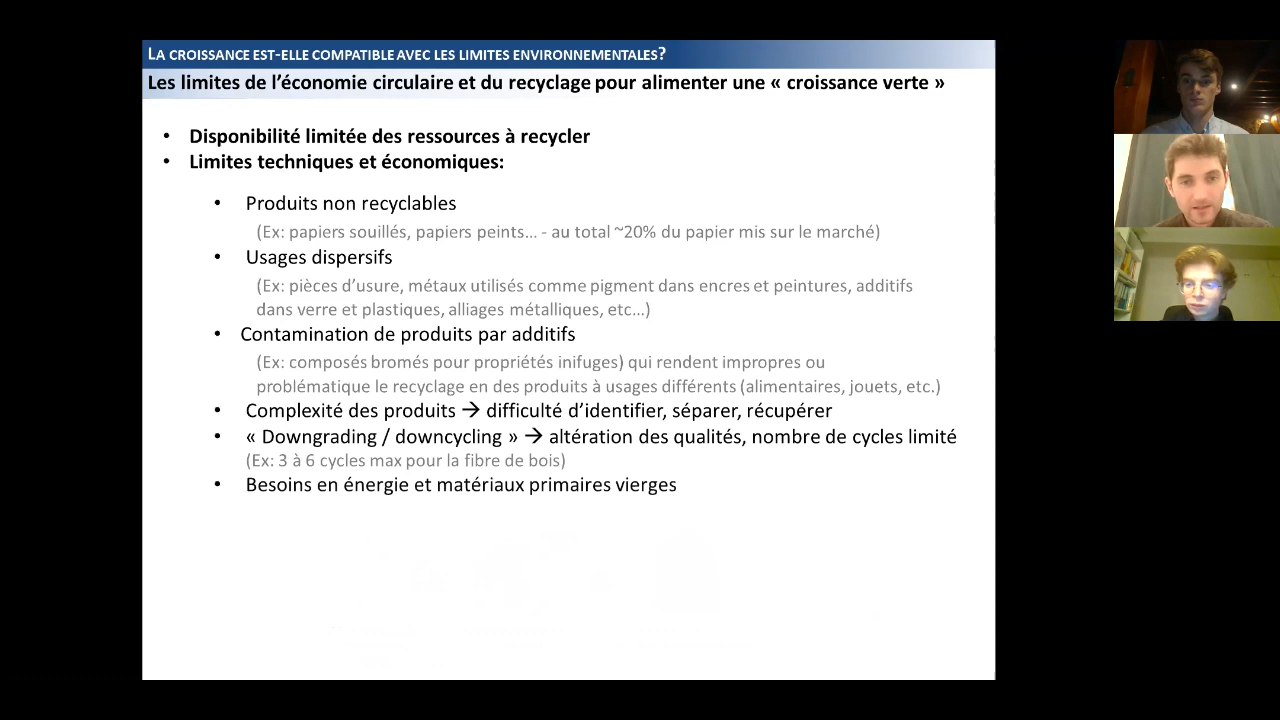 LA CROISSANCE EST-ELLE COMPATIBLE AVEC LES LIMITES ENVIRONNEMENTALES?
Les limites de l’économie circulaire et du recyclage pour alimenter une « croissance verte »
• Disponibilité limitée des ressources à recycler
• Limites techniques et économiques:
• Produits non recyclables
(Ex: papiers souillés, papiers peints... - au total ~20% du papier mis sur le marché)
• Usages dispersifs
(Ex: pièces d’usure, métaux utilisés comme pigment dans encres et peintures, additifs
dans verre et plastiques, alliages métalliques, etc...)
• Contamination de produits par additifs
(Ex: composés bromés pour propriétés inifuges) qui rendent impropres ou
problématique le recyclage en des produits à usages différents (alimentaires, jouets, etc.)
• Complexité des produits → difficulté d’identifier, séparer, récupérer
• « Downgrading / downcycling » → altération des qualités, nombre de cycles limité
(Ex: 3 à 6 cycles max pour la fibre de bois)
• Besoins en énergie et matériaux primaires vierges